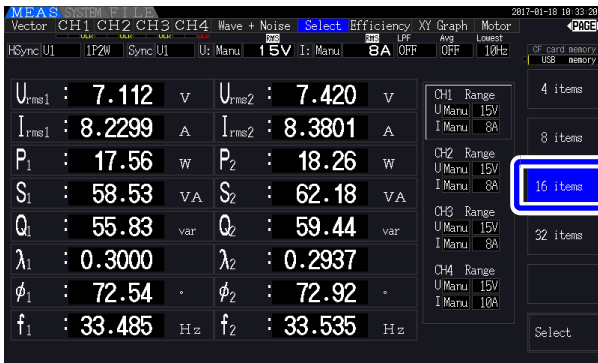 MEAS SYSTEM FILE 2017-01-18 10:33:20
Vector CH1 CH2 CH3 CH4 Wave + Noise Select Efficiency XY Graph Motor PAGE
RMS RMS LPF Avg Lowest
HSync U1 1P2W Sync U1 U: Manu 15V I: Manu 8A OFF OFF 10Hz
CF card memory
USB memory
Urms1 : 7.112 V Urms2 : 7.420 V
Irms1 : 8.2299 A Irms2 : 8.3801 A
P1 : 17.56 W P2 : 18.26 W
S1 : 58.53 VA S2 : 62.18 VA
Q1 : 55.83 var Q2 : 59.44 var
λ1 : 0.3000 λ2 : 0.2937
φ1 : 72.54 ° φ2 : 72.92 °
f1 : 33.485 Hz f2 : 33.535 Hz
CH1 Range
U Manu 15V
I Manu 8A
CH2 Range
U Manu 15V
I Manu 8A
CH3 Range
U Manu 15V
I Manu 8A
CH4 Range
U Manu 15V
I Manu 10A
4 items
8 items
16 items
32 items
Select